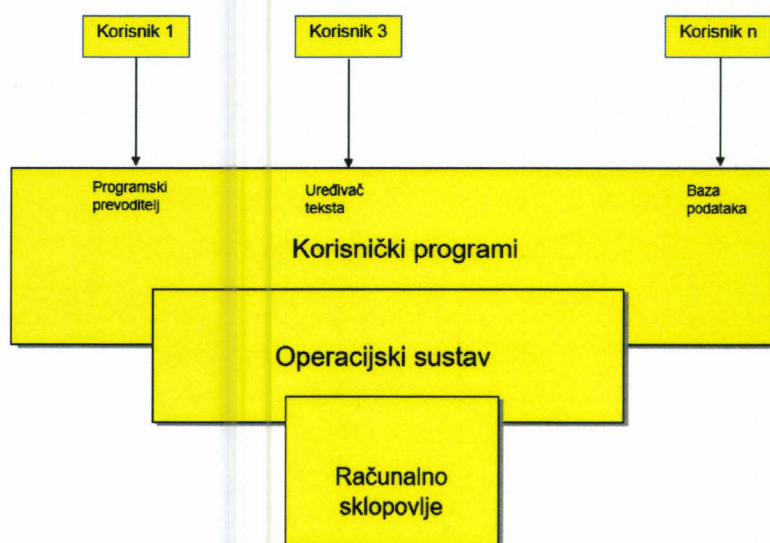 Korisnik 1
Korisnik 3
Korisnik n
Programski
prevoditelj
Uređivač
teksta
Baza
podataka
Korisnički programi
Operacijski sustav
Računalno
sklopovlje